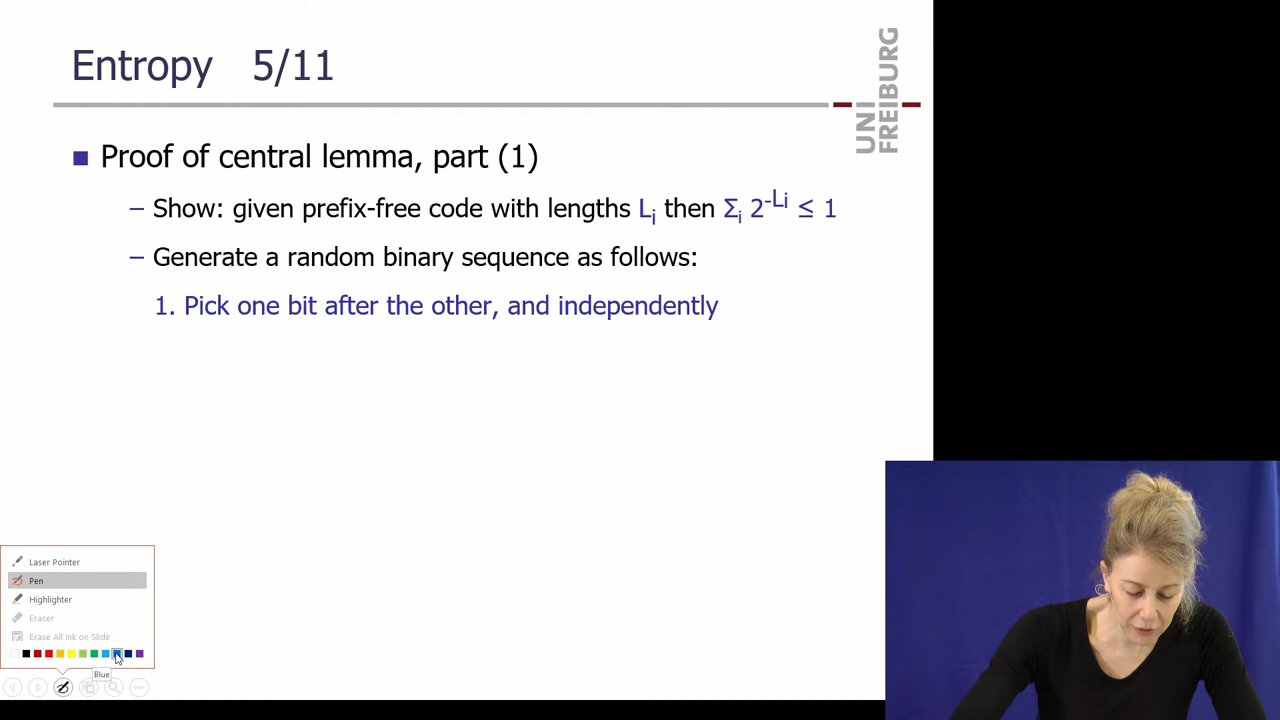 Entropy 5/11
UNI
FREIBURG
■ Proof of central lemma, part (1)
– Show: given prefix-free code with lengths Lᵢ then Σᵢ 2^-Li ≤ 1
– Generate a random binary sequence as follows:
1. Pick one bit after the other, and independently
Laser Pointer
Pen
Highlighter
Eraser
Erase All Ink on Slide
Blue